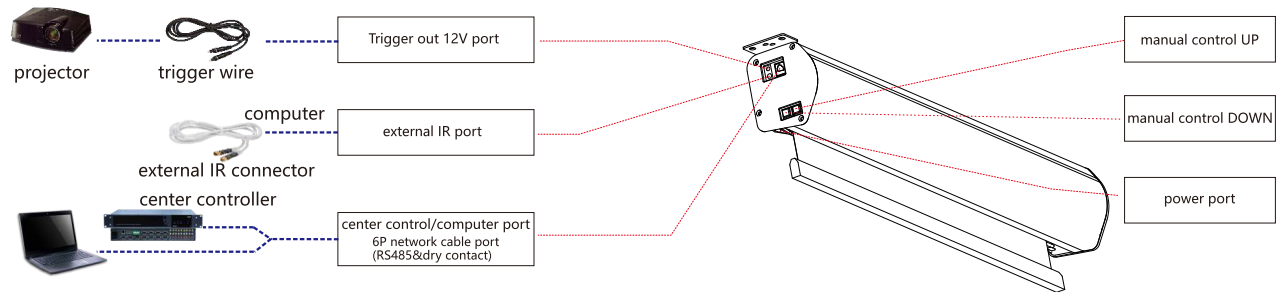 projector
trigger wire
Trigger out 12V port
computer
external IR connector
external IR port
center controller
center control/computer port
6P network cable port
(RS485&dry contact)
manual control UP
manual control DOWN
power port